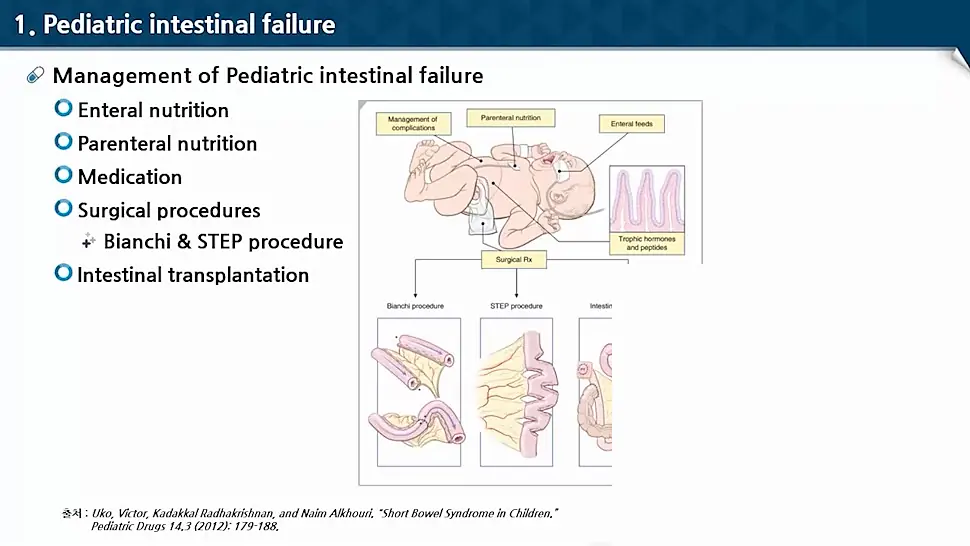 1. Pediatric intestinal failure
Management of Pediatric intestinal failure
Enteral nutrition
Parenteral nutrition
Medication
Surgical procedures
Bianchi & STEP procedure
Intestinal transplantation
Management of
complications
Parenteral nutrition
Enteral feeds
Trophic hormones
and peptides
Surgical Rx
Bianchi procedure
STEP procedure
출처 : Uko, Victor, Kadakkal Radhakrishnan, and Naim Alkhouri. "Short Bowel Syndrome in Children."
Pediatric Drugs 14.3 (2012): 179-188.